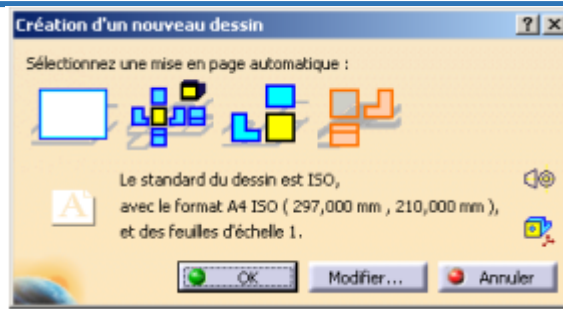 Création d'un nouveau dessin
Sélectionnez une mise en page automatique :
Le standard du dessin est ISO,
avec le format A4 ISO ( 297,000 mm , 210,000 mm ),
et des feuilles d'échelle 1.
OK Modifier... Annuler